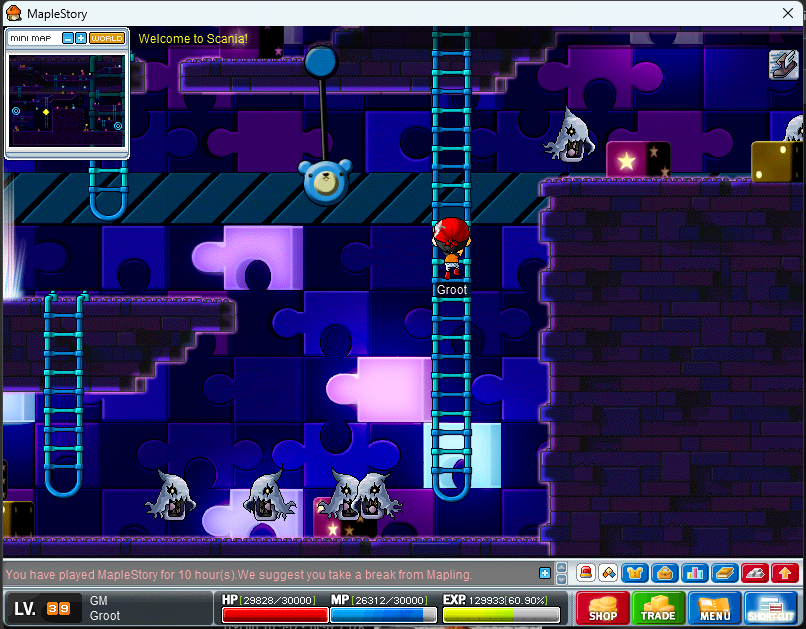 MapleStory
MINI MAP
WORLD
Welcome to Scania!
Groot
You have played MapleStory for 10 hour(s).We suggest you take a break from Mapling.
LV. 39
GM
Groot
HP [29828/30000] MP [26312/30000] EXP 129933[60.90%]
SHOP
TRADE
MENU
SHORTCUT